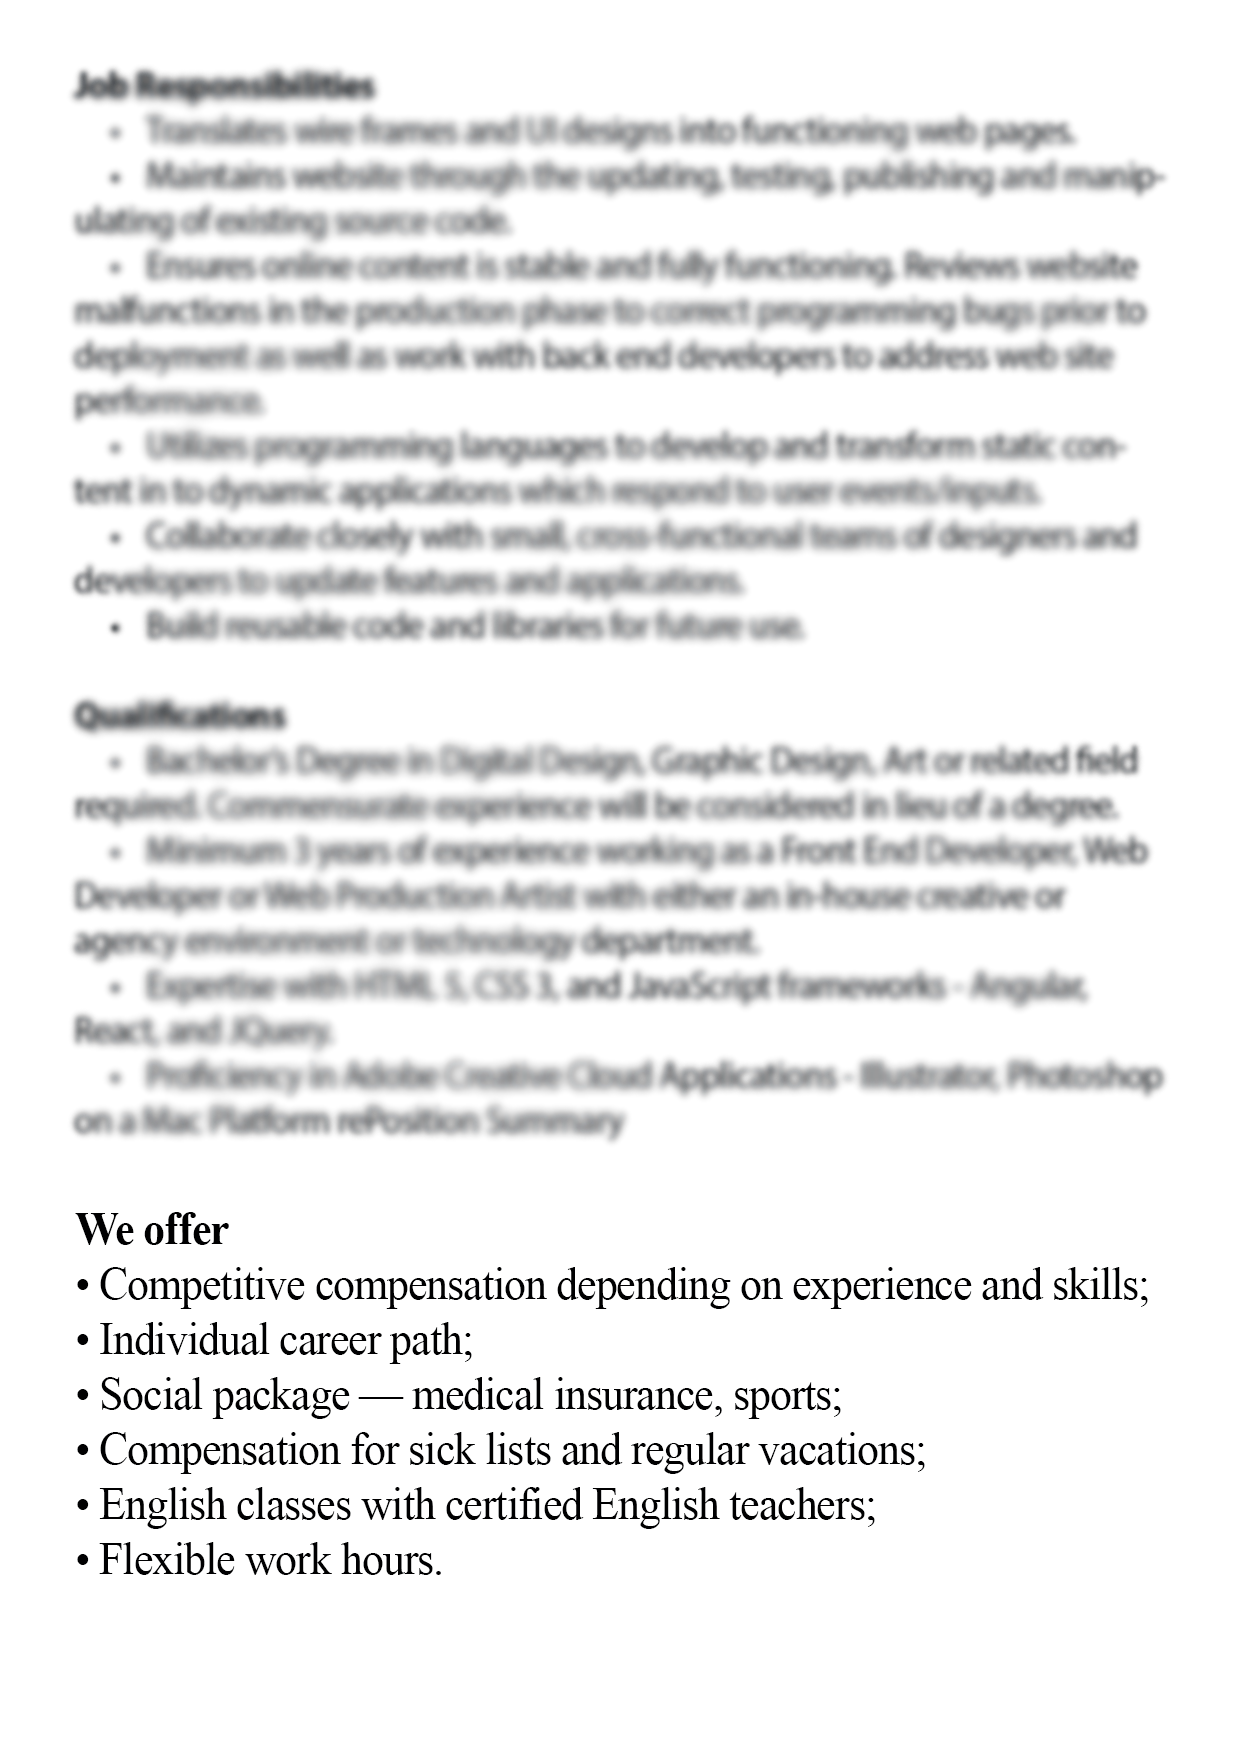 Job Responsibilities
• Translates wire frames and UI designs into functioning web pages.
• Maintains website through the updating, testing, publishing and manip-
ulating of existing source code.
• Ensures online content is stable and fully functioning. Reviews website
malfunctions in the production phase to correct programming bugs prior to
deployment as well as work with back end developers to address web site
performance.
• Utilizes programming languages to develop and transform static con-
tent in to dynamic applications which respond to user events/inputs.
• Collaborate closely with small, cross-functional teams of designers and
developers to update features and applications.
• Build reusable code and libraries for future use.
Qualifications
• Bachelor's Degree in Digital Design, Graphic Design, Art or related field
required. Commensurate experience will be considered in lieu of a degree.
• Minimum 3 years of experience working as a Front End Developer, Web
Developer or Web Production Artist with either an in-house creative or
agency environment or technology department.
• Expertise with HTML 5, CSS 3, and JavaScript frameworks - Angular,
React, and JQuery.
• Proficiency in Adobe Creative Cloud Applications - Illustrator, Photoshop
on a Mac Platform rePosition Summary
We offer
• Competitive compensation depending on experience and skills;
• Individual career path;
• Social package — medical insurance, sports;
• Compensation for sick lists and regular vacations;
• English classes with certified English teachers;
• Flexible work hours.